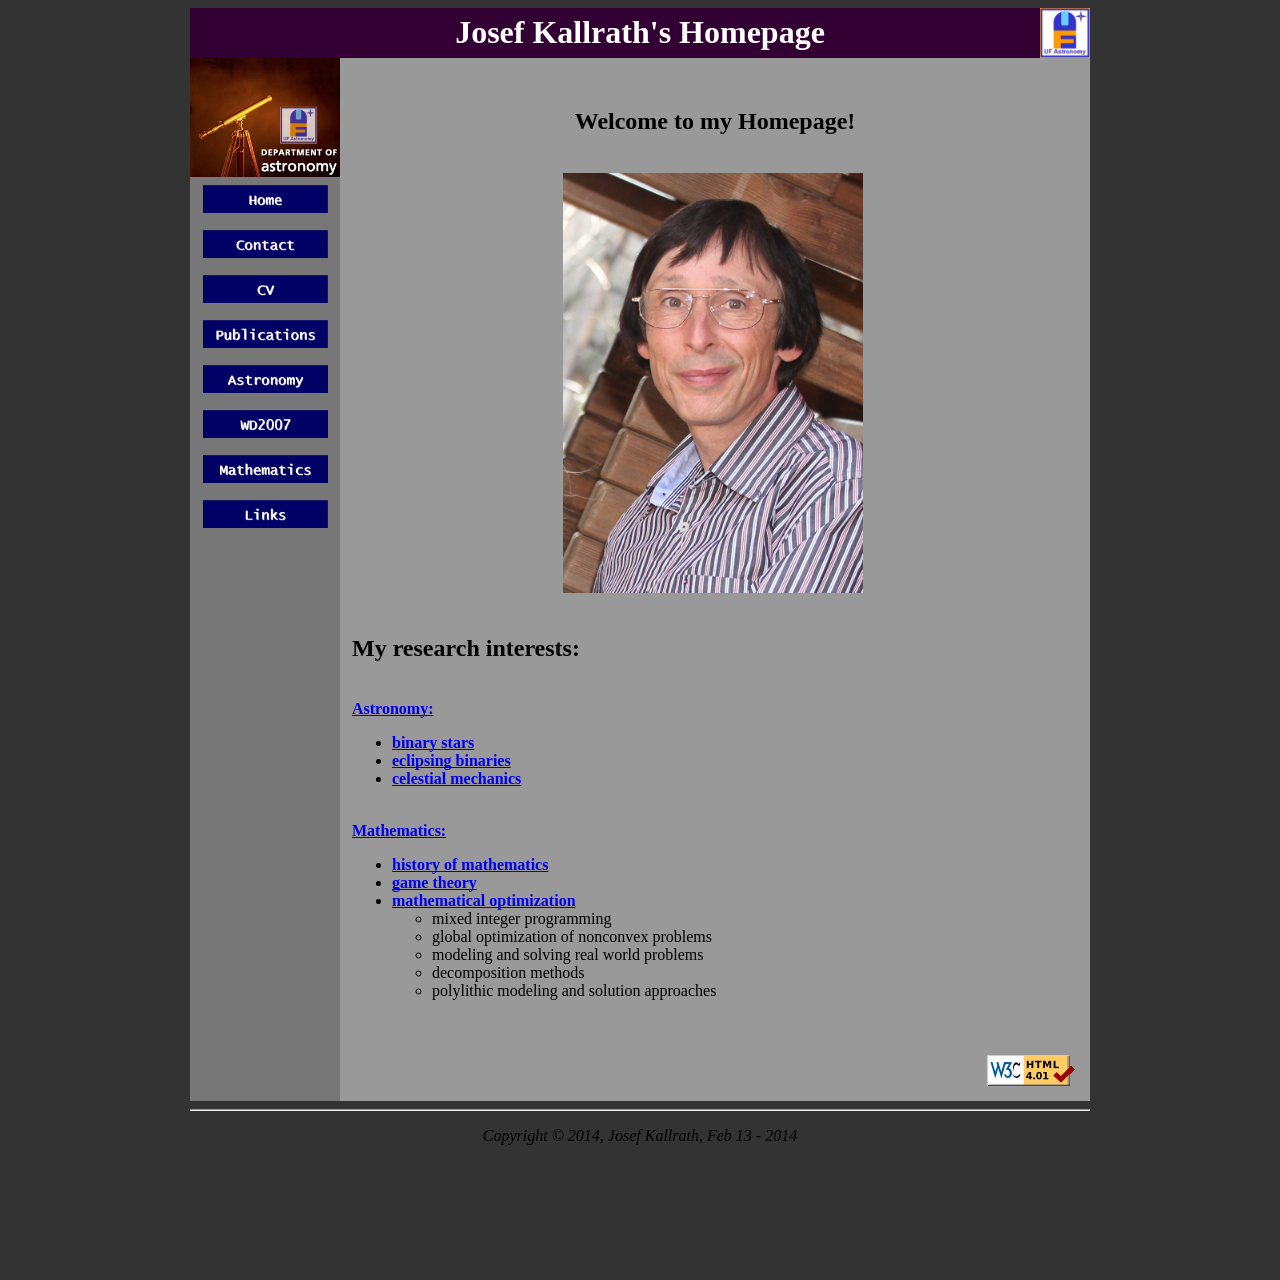 Josef Kallrath's Homepage
UF Astronomy
UF Astronomy
DEPARTMENT OF
astronomy
Home
Contact
CV
Publications
Astronomy
WD2007
Mathematics
Links
Welcome to my Homepage!
My research interests:
Astronomy:
binary stars
eclipsing binaries
celestial mechanics
Mathematics:
history of mathematics
game theory
mathematical optimization
mixed integer programming
global optimization of nonconvex problems
modeling and solving real world problems
decomposition methods
polylithic modeling and solution approaches
W3C HTML
4.01
Copyright © 2014, Josef Kallrath, Feb 13 - 2014